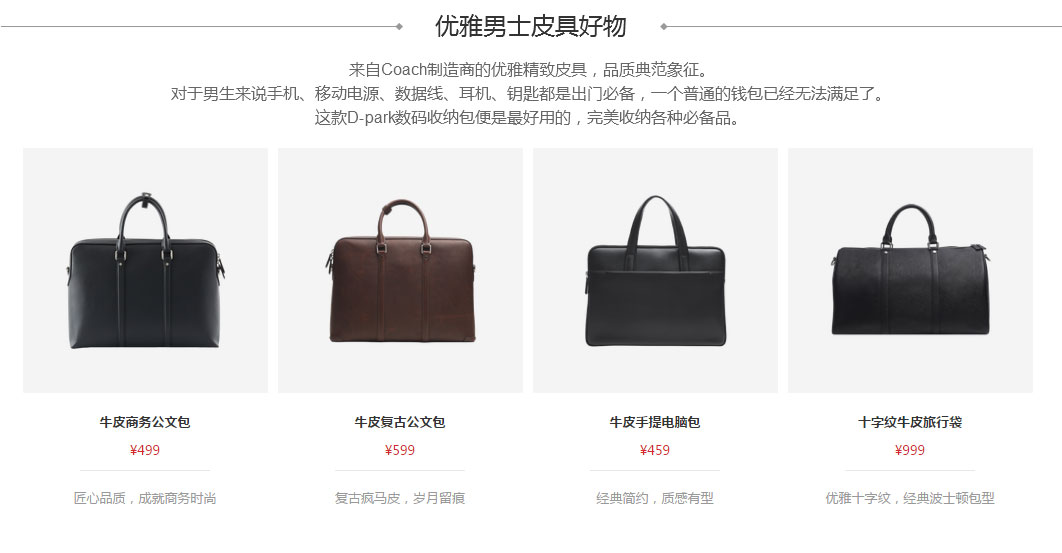 优雅男士皮具好物
来自Coach制造商的优雅精致皮具，品质典范象征。
对于男生来说手机、移动电源、数据线、耳机、钥匙都是出门必备，一个普通的钱包已经无法满足了。
这款D-park数码收纳包便是最好用的，完美收纳各种必备品。
牛皮商务公文包
¥499
匠心品质，成就商务时尚
牛皮复古公文包
¥599
复古疯马皮，岁月留痕
牛皮手提电脑包
¥459
经典简约，质感有型
十字纹牛皮旅行袋
¥999
优雅十字纹，经典波士顿包型